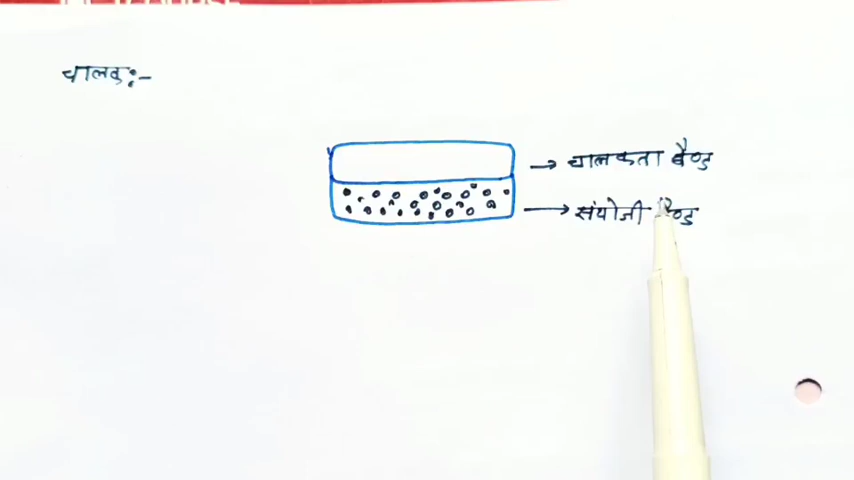 चालक:-
→ चालकता बैण्ड
→ संयोजी